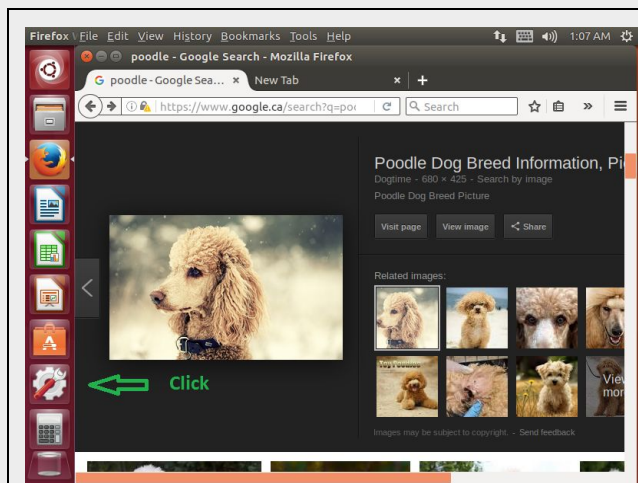 Firefox \ File Edit View History Bookmarks Tools Help 1:07 AM
poodle - Google Search - Mozilla Firefox
G poodle - Google Sea... × New Tab × +
https://www.google.ca/search?q=poo Search
Poodle Dog Breed Information, Pi
Dogtime - 680 × 425 - Search by image
Poodle Dog Breed Picture
Visit page View image Share
Related images:
Click
Top Poodles
View
more
Images may be subject to copyright. - Send feedback